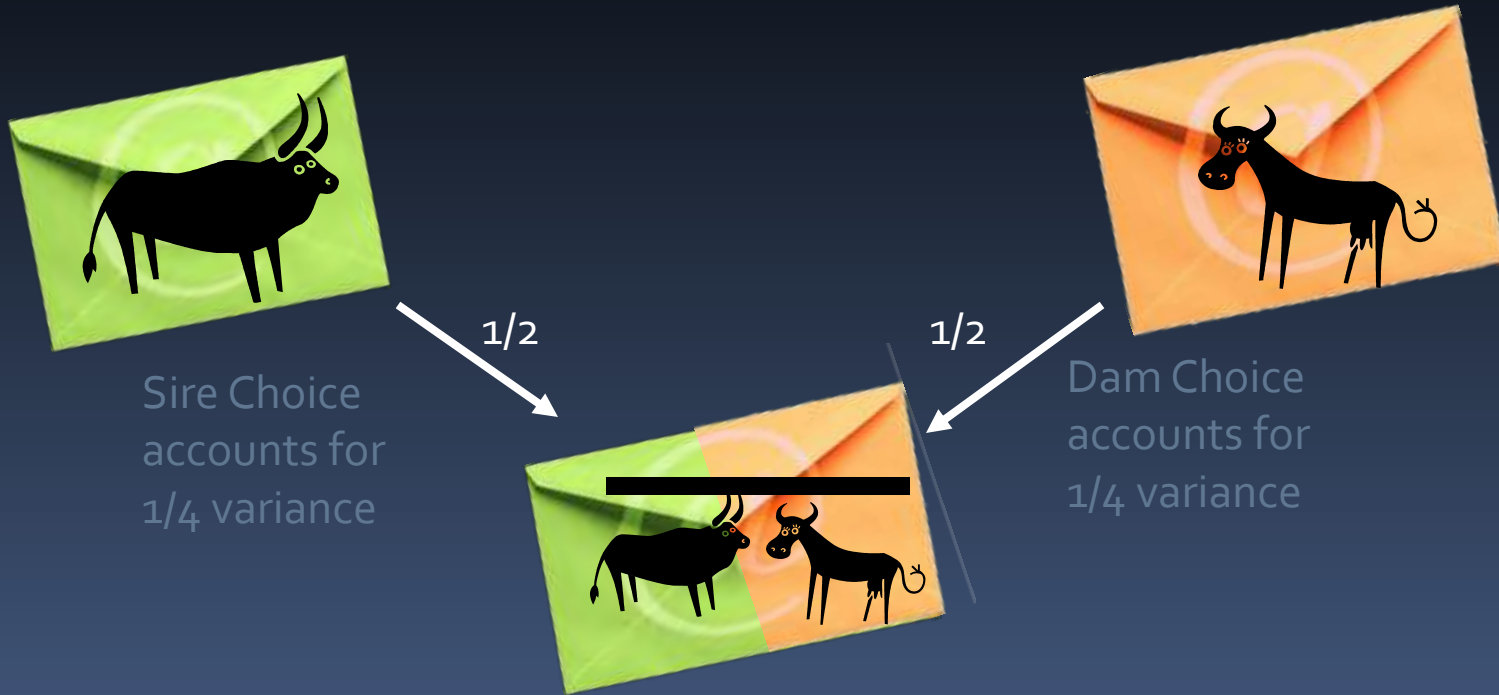 1/2
1/2
Sire Choice
accounts for
1/4 variance
Dam Choice
accounts for
1/4 variance